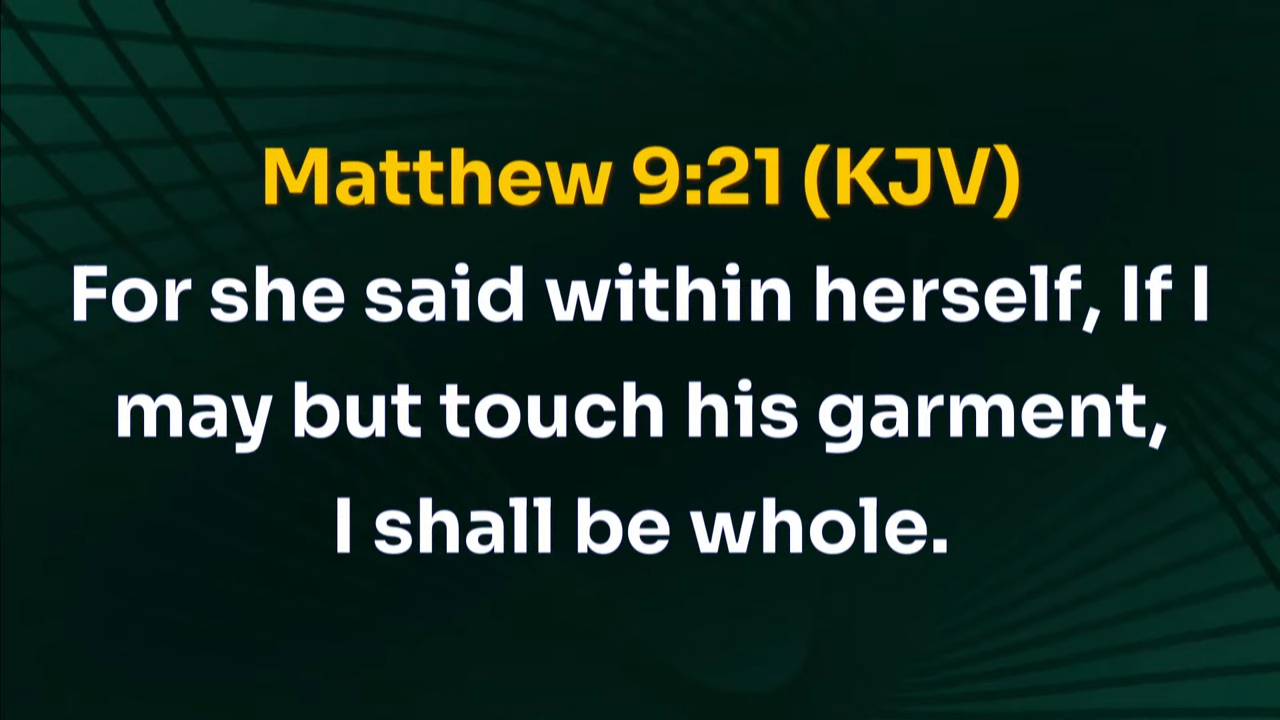 Matthew 9:21 (KJV)
For she said within herself, If I
may but touch his garment,
I shall be whole.